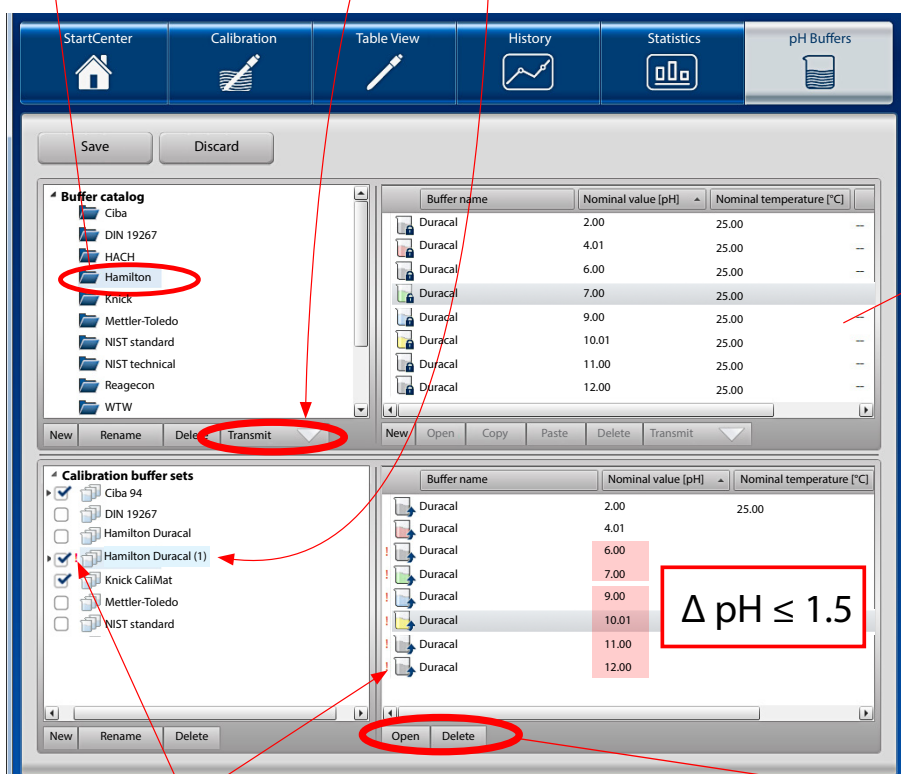 StartCenter Calibration Table View History Statistics pH Buffers
Save Discard
Buffer catalog
Ciba
DIN 19267
HACH
Hamilton
Knick
Mettler-Toledo
NIST standard
NIST technical
Reagecon
WTW
New Rename Delete Transmit
Buffer name Nominal value [pH] Nominal temperature [°C]
Duracal 2.00 25.00 --
Duracal 4.01 25.00 --
Duracal 6.00 25.00 --
Duracal 7.00 25.00 --
Duracal 9.00 25.00 --
Duracal 10.01 25.00 --
Duracal 11.00 25.00 --
Duracal 12.00 25.00 --
New Open Copy Paste Delete Transmit
Calibration buffer sets
Ciba 94
DIN 19267
Hamilton Duracal
! Hamilton Duracal (1)
Knick CaliMat
Mettler-Toledo
NIST standard
New Rename Delete
Buffer name Nominal value [pH] Nominal temperature [°C]
Duracal 2.00 25.00
Duracal 4.01
! Duracal 6.00
! Duracal 7.00
! Duracal 9.00
! Duracal 10.01
! Duracal 11.00
! Duracal 12.00
Δ pH ≤ 1.5
Open Delete